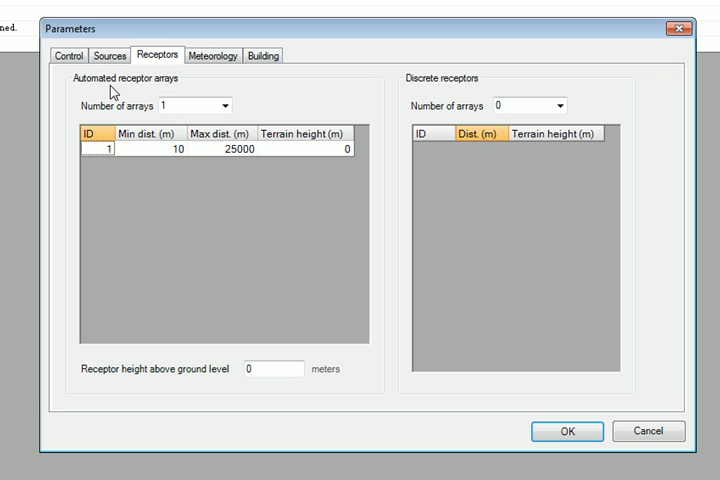 ned.
Parameters
Control Sources Receptors Meteorology Building
Automated receptor arrays
Number of arrays 1
ID Min dist. (m) Max dist. (m) Terrain height (m)
1 10 25000 0
Receptor height above ground level 0 meters
Discrete receptors
Number of arrays 0
ID Dist. (m) Terrain height (m)
OK Cancel